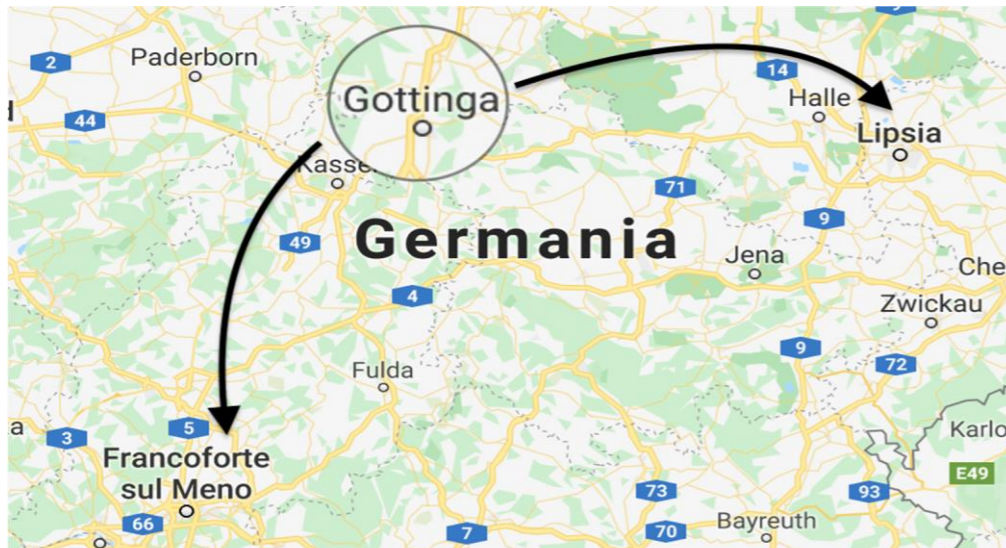 2
Paderborn
44
Gottinga
14
Halle
Lipsia
Kasse
71
9
49
Germania
Jena
Che
4
Zwickau
9
72
Fulda
5
3
Francoforte
sul Meno
Karlo
E49
73
93
66
7
70
Bayreuth